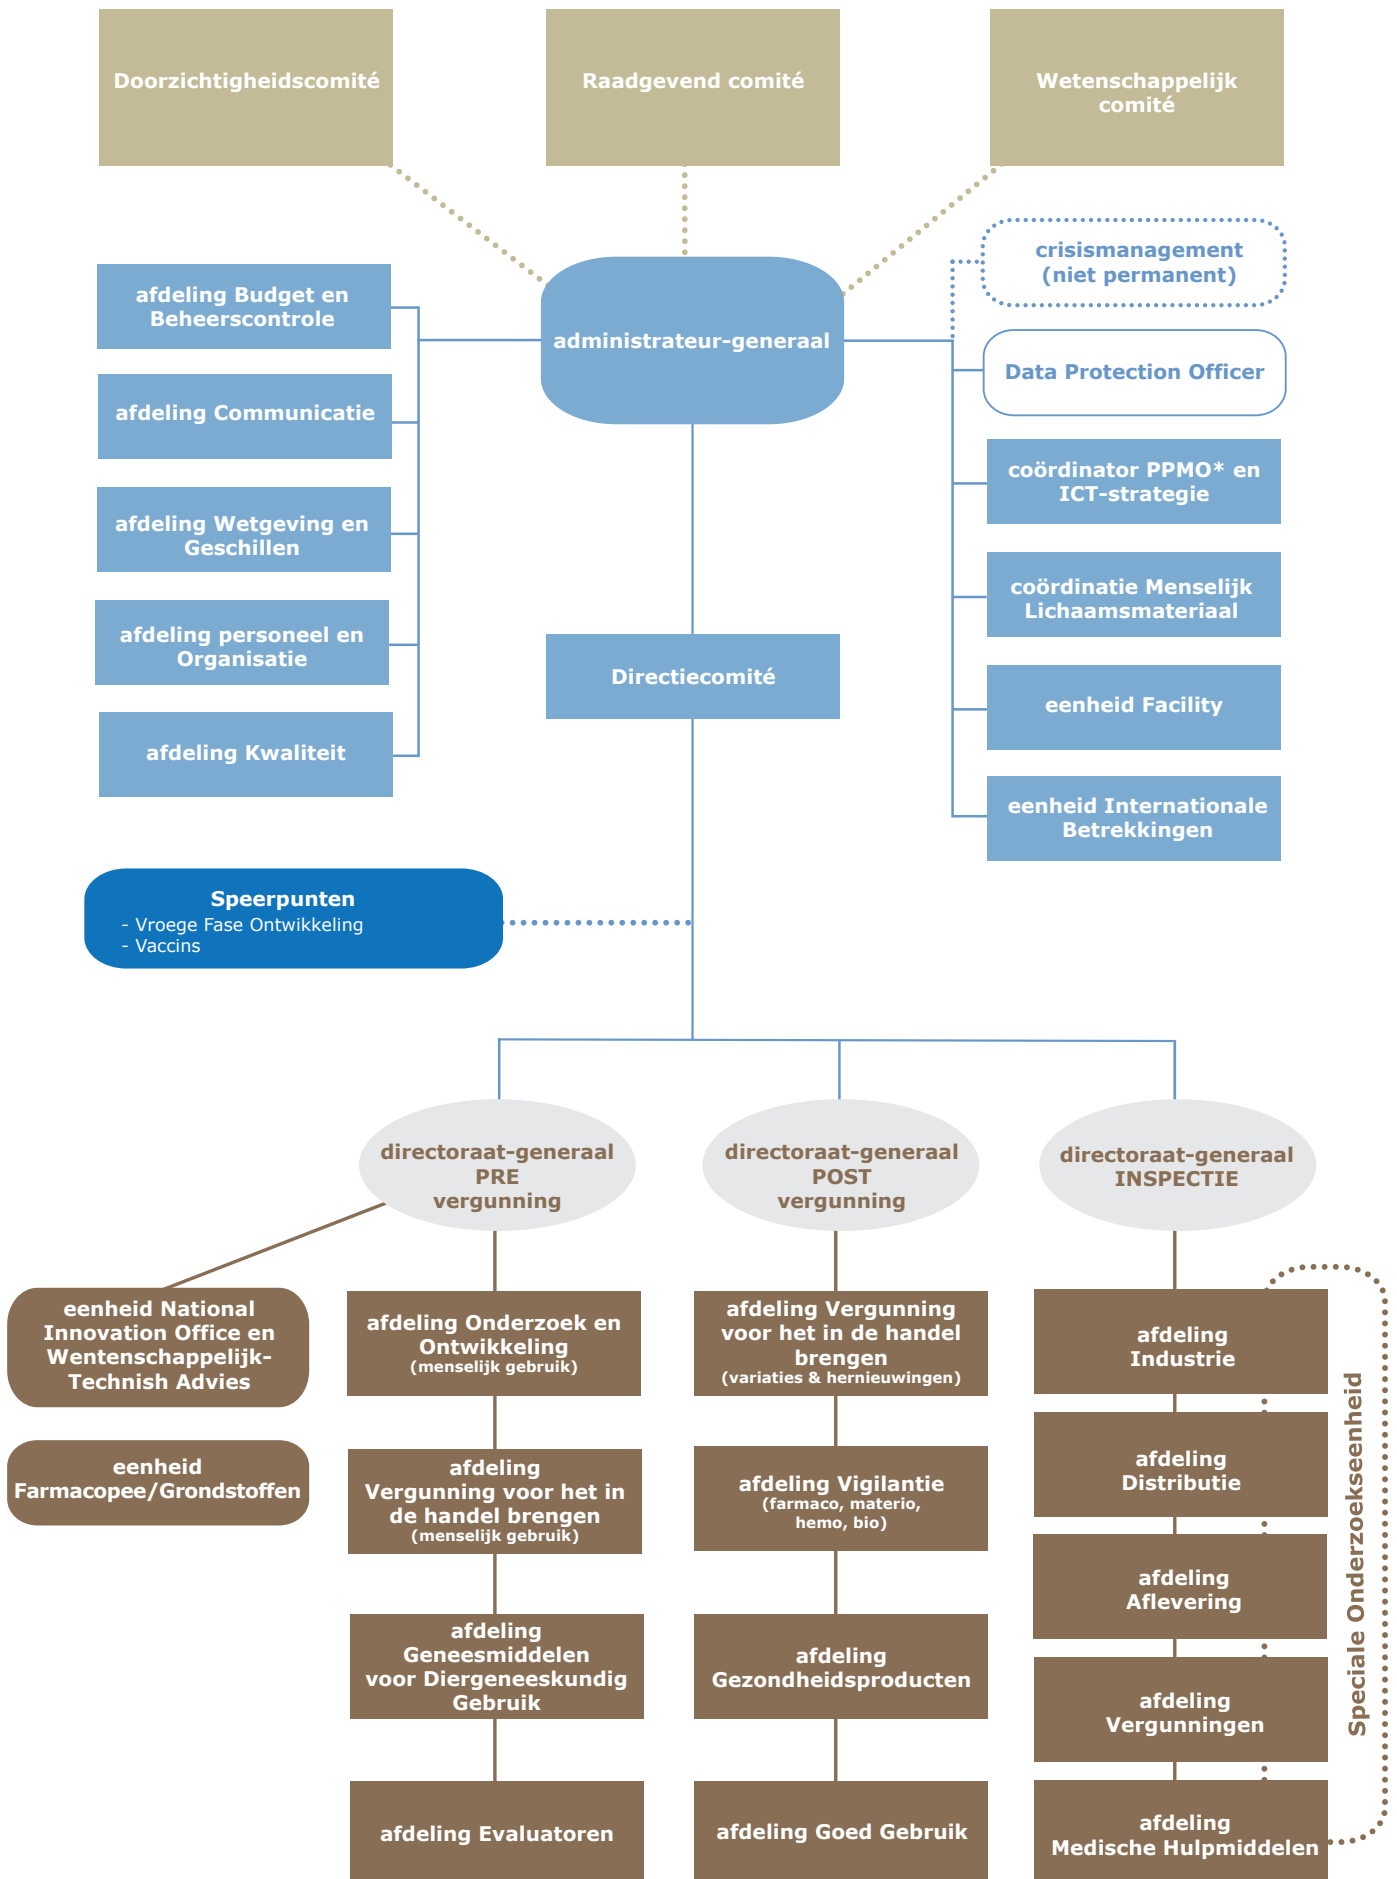 Doorzichtigheidscomité
Raadgevend comité
Wetenschappelijk
comité
crisismanagement
(niet permanent)
afdeling Budget en
Beheerscontrole
administrateur-generaal
Data Protection Officer
afdeling Communicatie
coördinator PPMO* en
ICT-strategie
afdeling Wetgeving en
Geschillen
coördinatie Menselijk
Lichaamsmateriaal
afdeling personeel en
Organisatie
Directiecomité
eenheid Facility
afdeling Kwaliteit
eenheid Internationale
Betrekkingen
Speerpunten
- Vroege Fase Ontwikkeling
- Vaccins
directoraat-generaal
PRE
vergunning
directoraat-generaal
POST
vergunning
directoraat-generaal
INSPECTIE
eenheid National
Innovation Office en
Wentenschappelijk-
Technish Advies
eenheid
Farmacopee/Grondstoffen
afdeling Onderzoek en
Ontwikkeling
(menselijk gebruik)
afdeling
Vergunning voor het in
de handel brengen
(menselijk gebruik)
afdeling
Geneesmiddelen
voor Diergeneeskundig
Gebruik
afdeling Evaluatoren
afdeling Vergunning
voor het in de handel
brengen
(variaties & hernieuwingen)
afdeling Vigilantie
(farmaco, materio,
hemo, bio)
afdeling
Gezondheidsproducten
afdeling Goed Gebruik
afdeling
Industrie
afdeling
Distributie
afdeling
Aflevering
afdeling
Vergunningen
afdeling
Medische Hulpmiddelen
Speciale Onderzoekseenheid